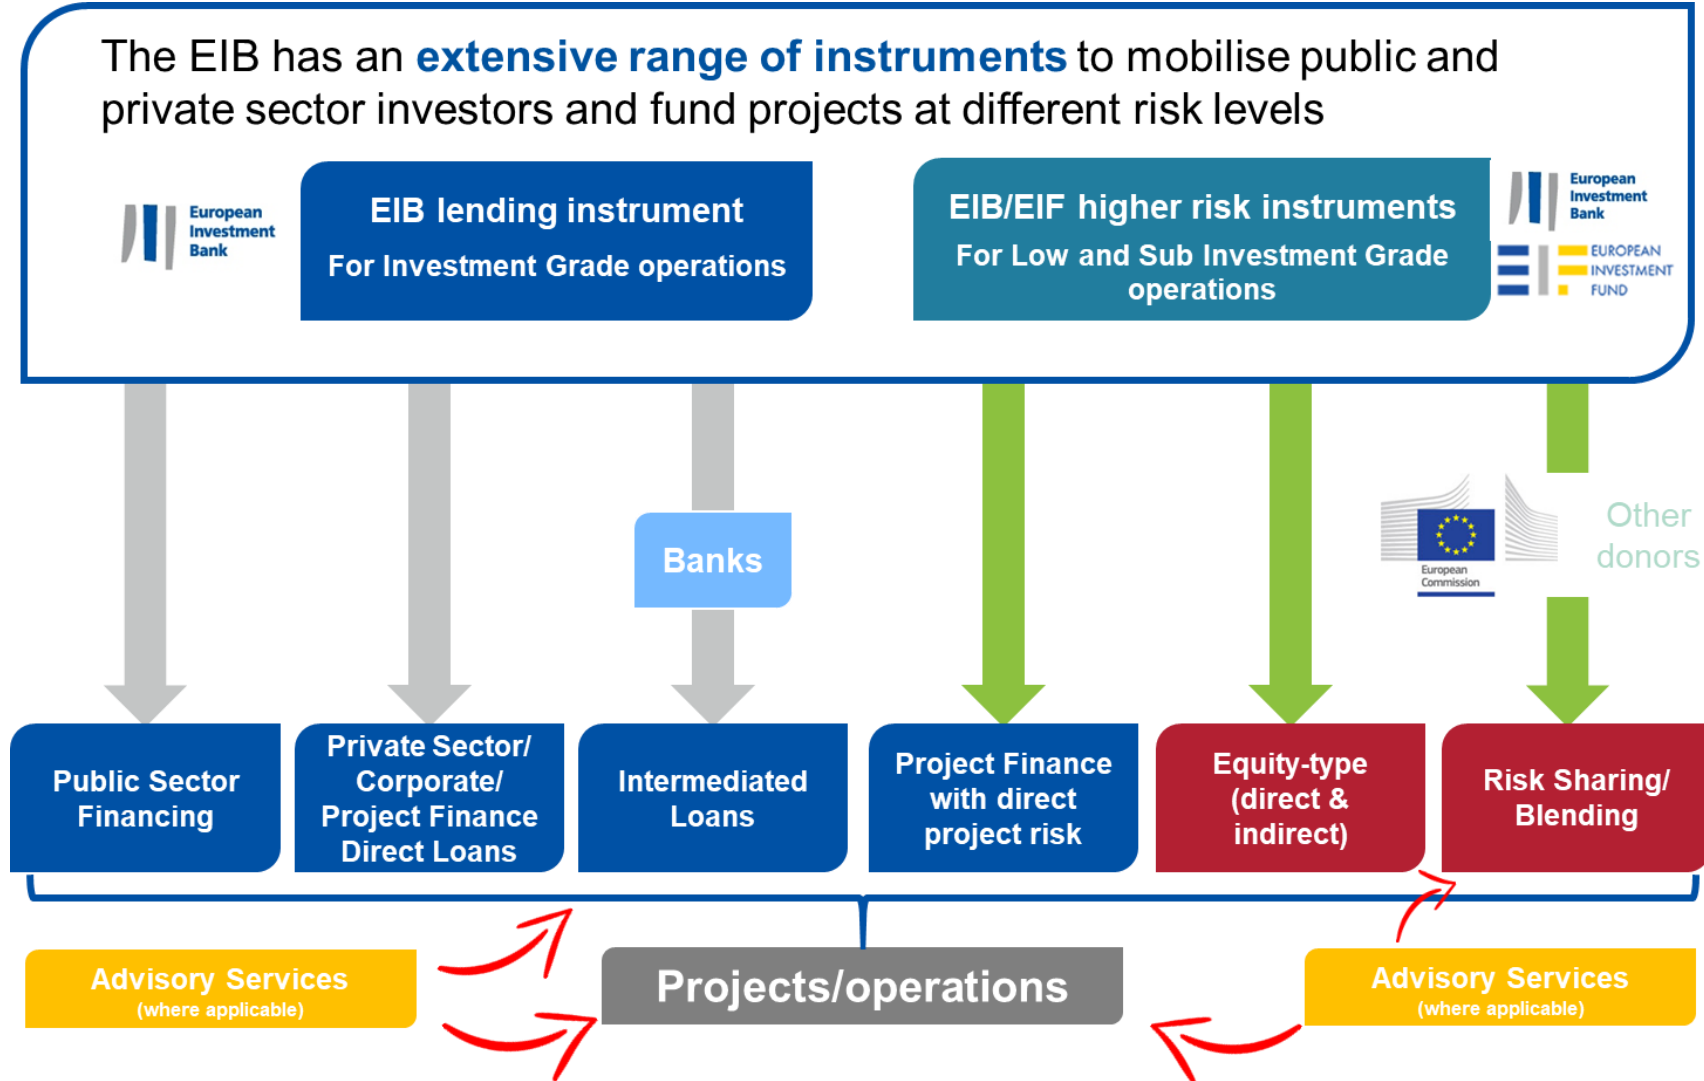 The EIB has an extensive range of instruments to mobilise public and
private sector investors and fund projects at different risk levels
European
Investment
Bank
EIB lending instrument
For Investment Grade operations
EIB/EIF higher risk instruments
For Low and Sub Investment Grade
operations
European
Investment
Bank
EIF
EUROPEAN
INVESTMENT
FUND
Banks
European
Commission
Other
donors
Public Sector
Financing
Private Sector/
Corporate/
Project Finance
Direct Loans
Intermediated
Loans
Project Finance
with direct
project risk
Equity-type
(direct &
indirect)
Risk Sharing/
Blending
Advisory Services
(where applicable)
Projects/operations
Advisory Services
(where applicable)